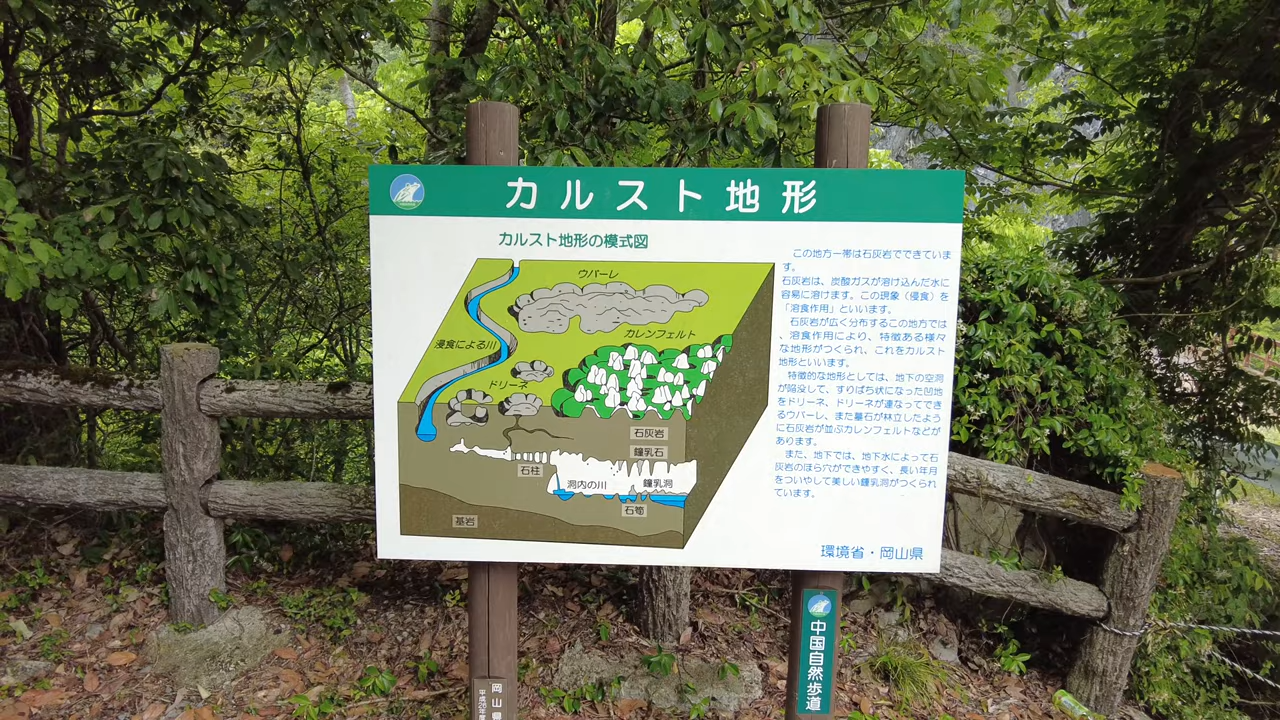 カルスト地形
カルスト地形の模式図
ウバーレ
カレンフェルト
浸食による川
ドリーネ
石灰岩
鐘乳石
石柱
洞内の川
鐘乳洞
石筍
基岩
この地方一帯は石灰岩でできていま
す。
石灰岩は、炭酸ガスが溶け込んだ水に
容易に溶けます。この現象（浸食）を
「溶食作用」といいます。
石灰岩が広く分布するこの地方では
、溶食作用により、特徴ある様々
な地形がつくられ、これをカルスト
地形といいます。
特徴的な地形としては、地下の空洞
が陥没して、すりばち状になった凹地
をドリーネ、ドリーネが連なってでき
るウバーレ、また墓石が林立したよう
に石灰岩が並ぶカレンフェルトなどが
あります。
また、地下では、地下水によって石
灰岩のほら穴ができやすく、長い年月
をついやして美しい鍾乳洞がつくられ
ています。
環境省・岡山県
中国自然歩道
岡山県
平成26年度